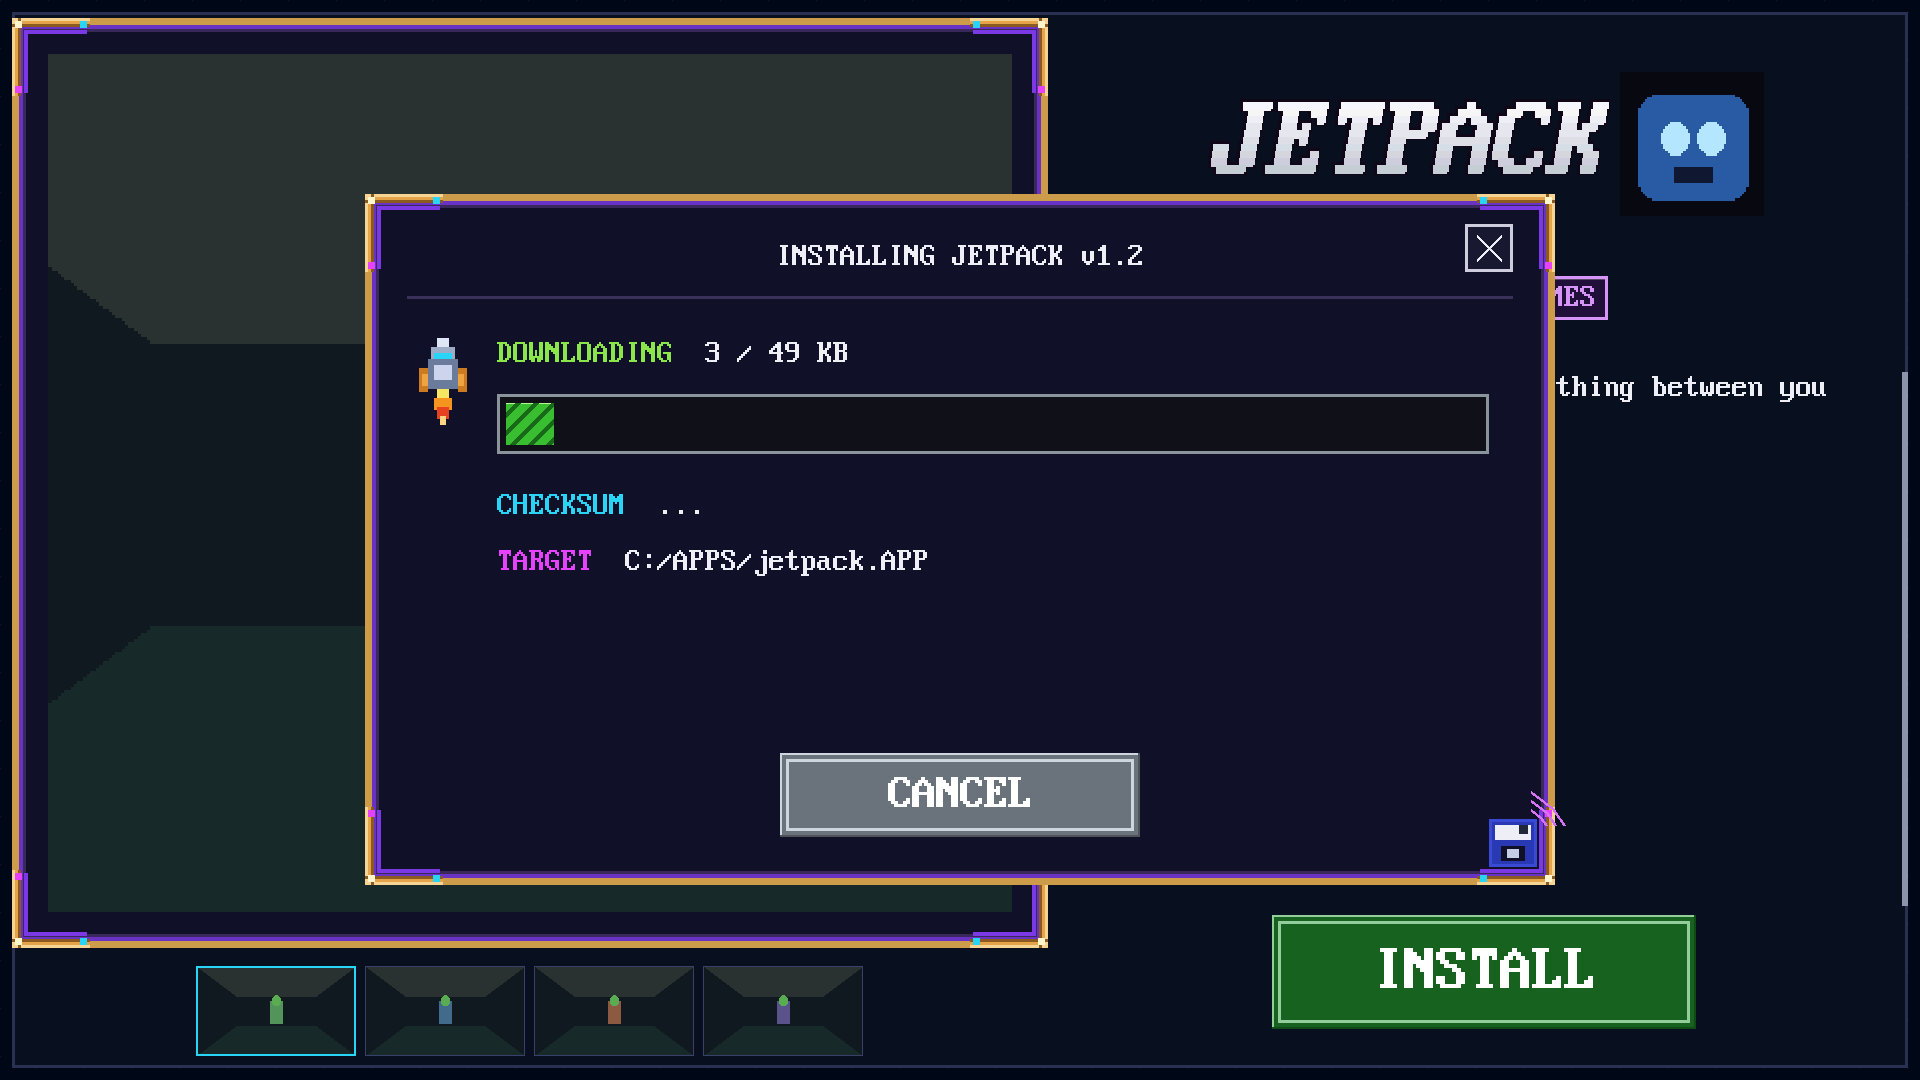 JETPACK
INSTALLING JETPACK v1.2
DOWNLOADING 3 / 49 KB
thing between you
CHECKSUM ...
TARGET C:/APPS/jetpack.APP
CANCEL
INSTALL